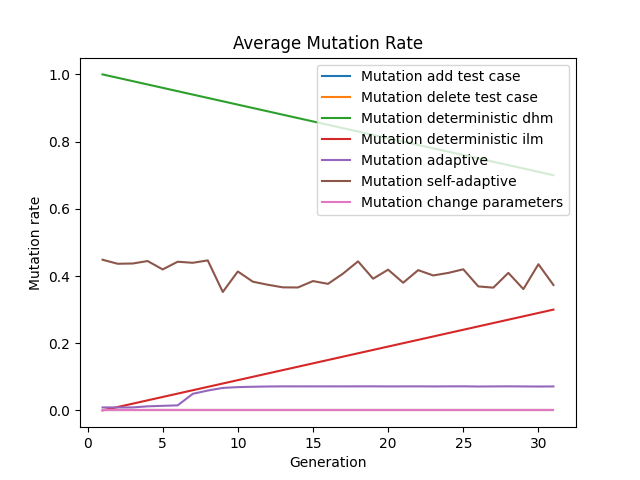 Average Mutation Rate
Mutation add test case
Mutation delete test case
Mutation deterministic dhm
Mutation deterministic ilm
Mutation adaptive
Mutation self-adaptive
Mutation change parameters
Mutation rate
1.0
0.8
0.6
0.4
0.2
0.0
0 5 10 15 20 25 30
Generation